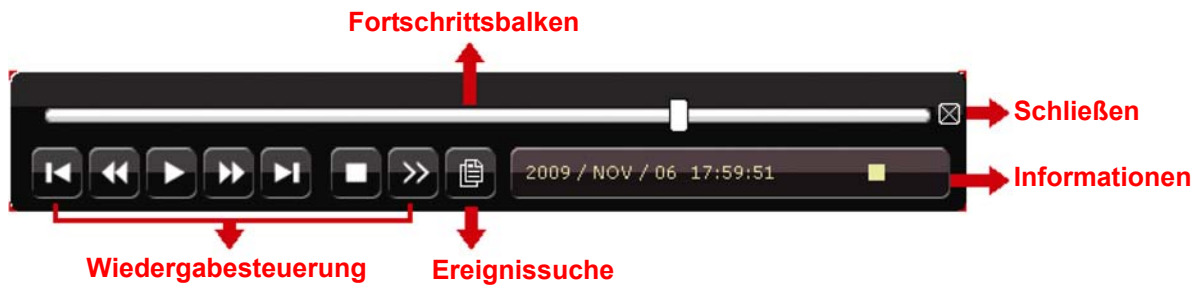 Fortschrittsbalken
Schließen
2009 / NOV / 06 17:59:51
Informationen
Wiedergabesteuerung
Ereignissuche